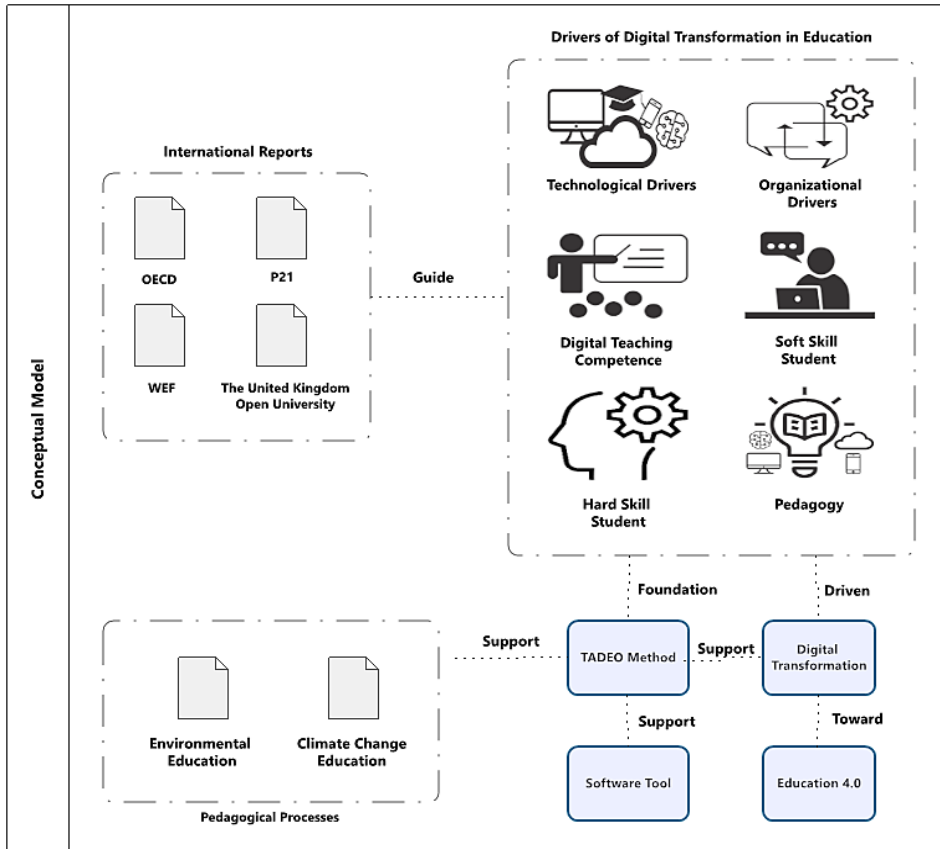 Conceptual Model
Drivers of Digital Transformation in Education
International Reports
OECD
P21
WEF
The United Kingdom
Open University
Guide
Technological Drivers
Organizational
Drivers
Digital Teaching
Competence
Soft Skill
Student
Hard Skill
Student
Pedagogy
Foundation
Driven
Support
TADEO Method
Support
Digital
Transformation
Environmental
Education
Climate Change
Education
Support
Toward
Software Tool
Education 4.0
Pedagogical Processes